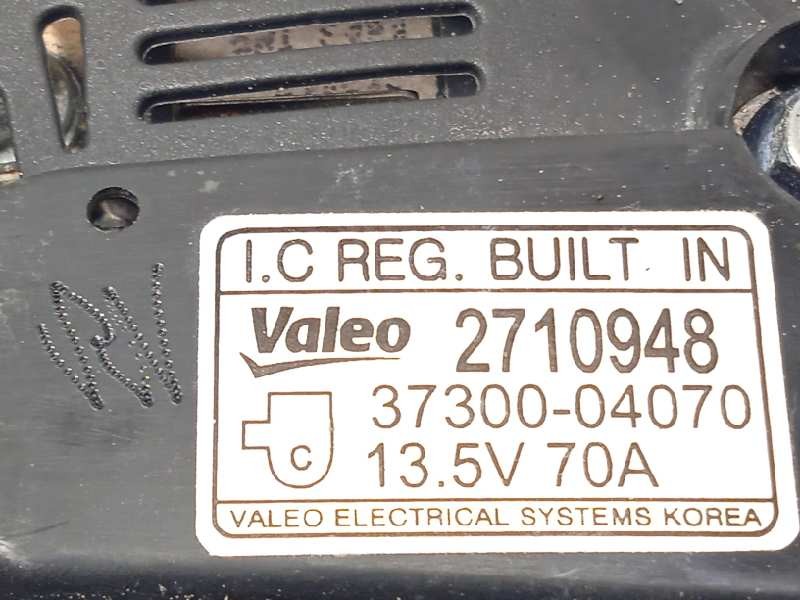 I.C REG. BUILT IN
Valeo 2710948
37300-04070
C 13.5V 70A
VALEO ELECTRICAL SYSTEMS KOREA